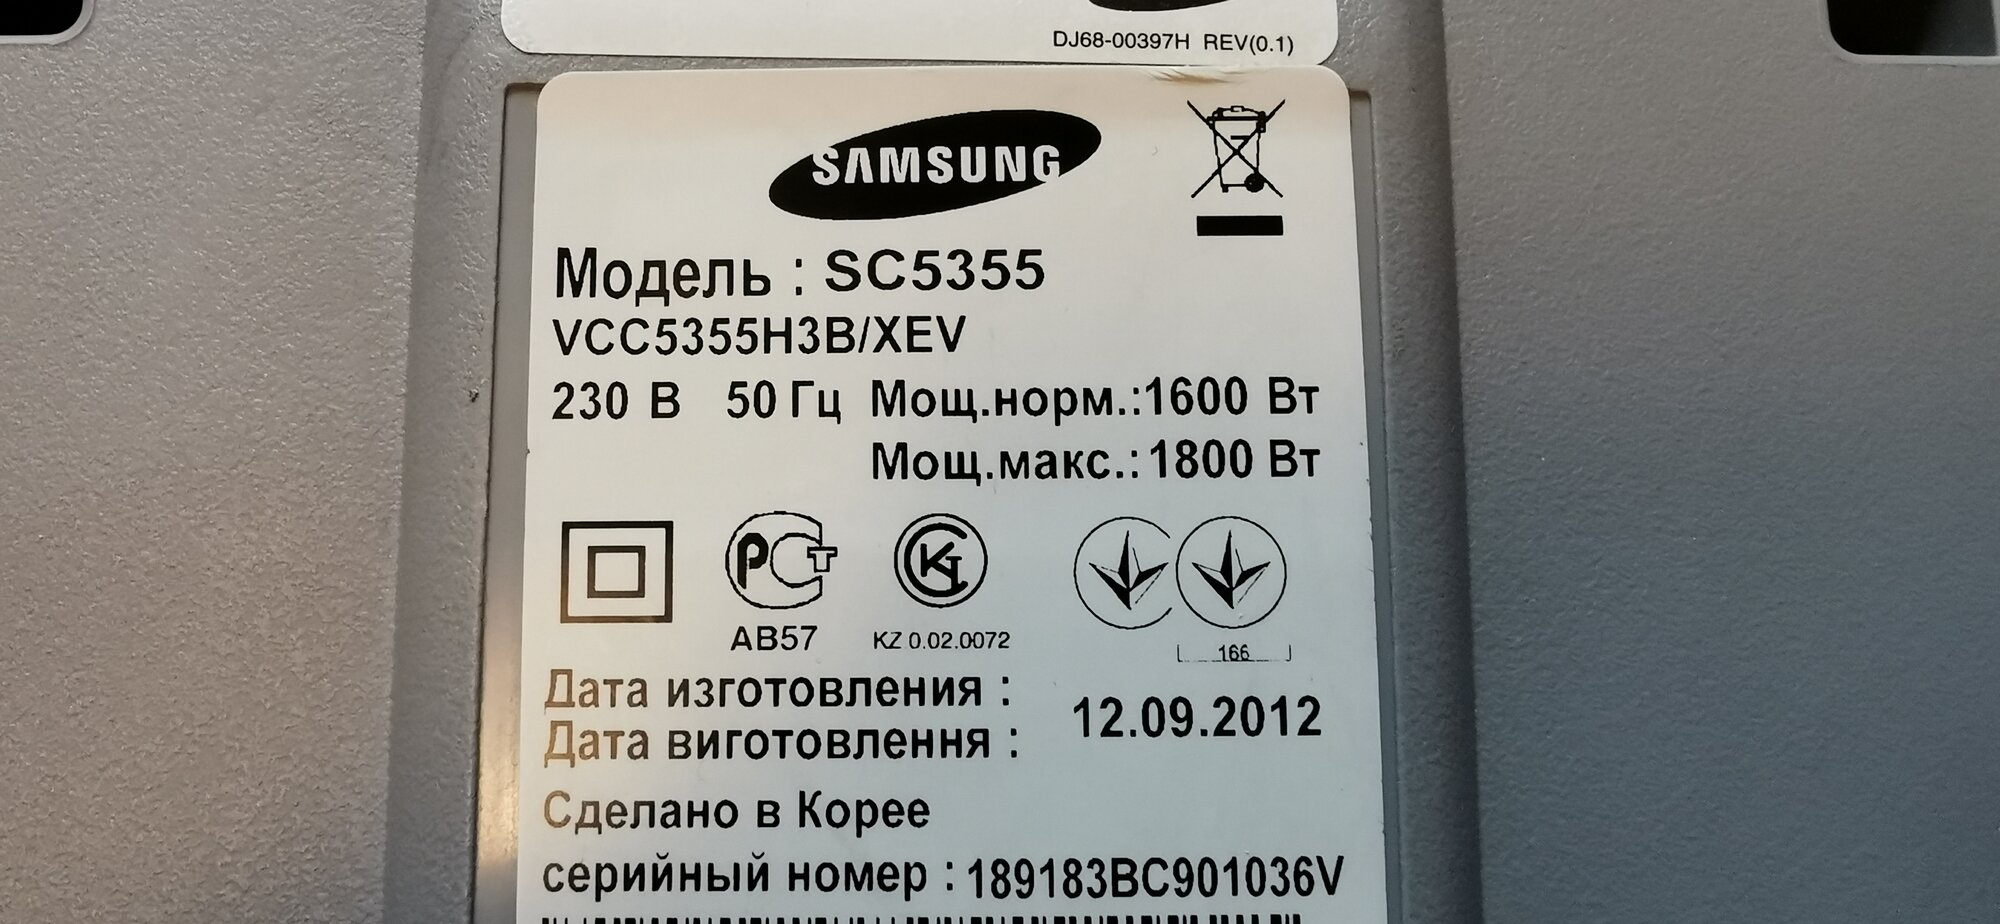 DJ68-00397H REV(0.1)
SAMSUNG
Модель : SC5355
VCC5355H3B/XEV
230 В 50 Гц Мощ.норм.:1600 Вт
Мощ.макс.: 1800 Вт
РСТ
АВ57
KZ 0.02.0072
166
Дата изготовления :
Дата виготовлення :
12.09.2012
Сделано в Корее
серийный номер : 189183BC901036V